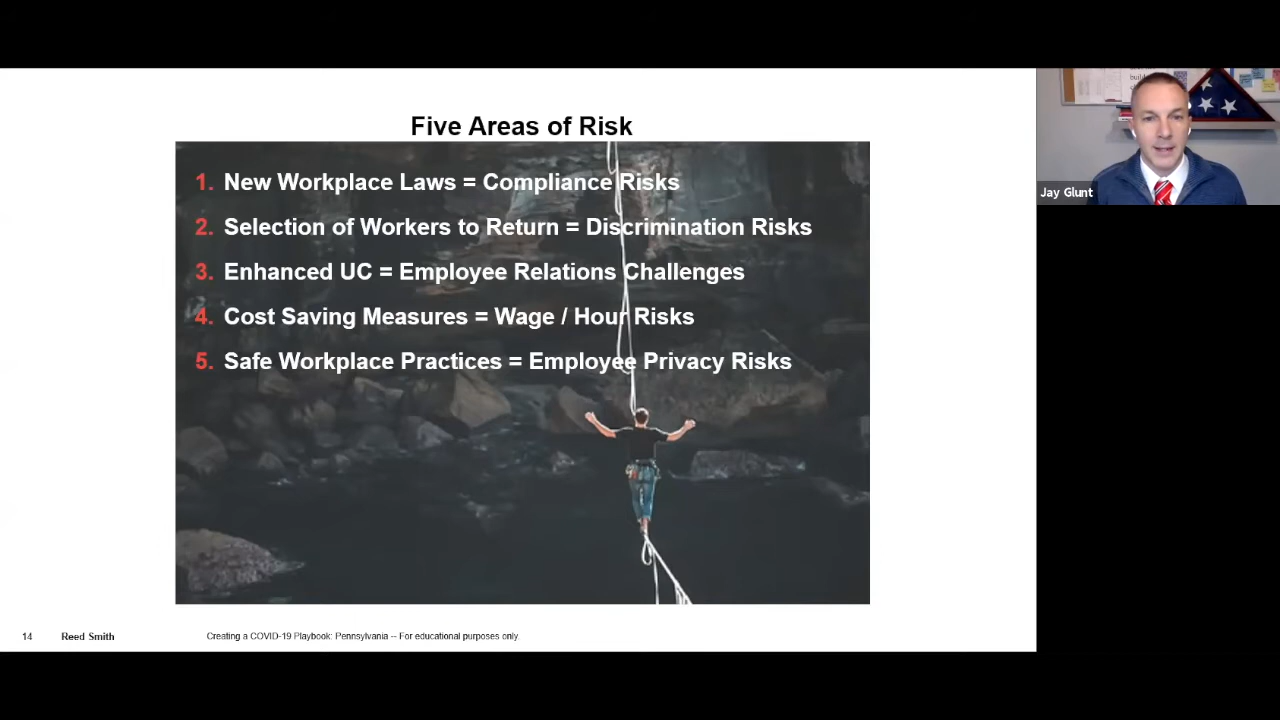 Five Areas of Risk
1. New Workplace Laws = Compliance Risks
2. Selection of Workers to Return = Discrimination Risks
3. Enhanced UC = Employee Relations Challenges
4. Cost Saving Measures = Wage / Hour Risks
5. Safe Workplace Practices = Employee Privacy Risks
14 Reed Smith Creating a COVID-19 Playbook: Pennsylvania -- For educational purposes only.
Jay Glunt